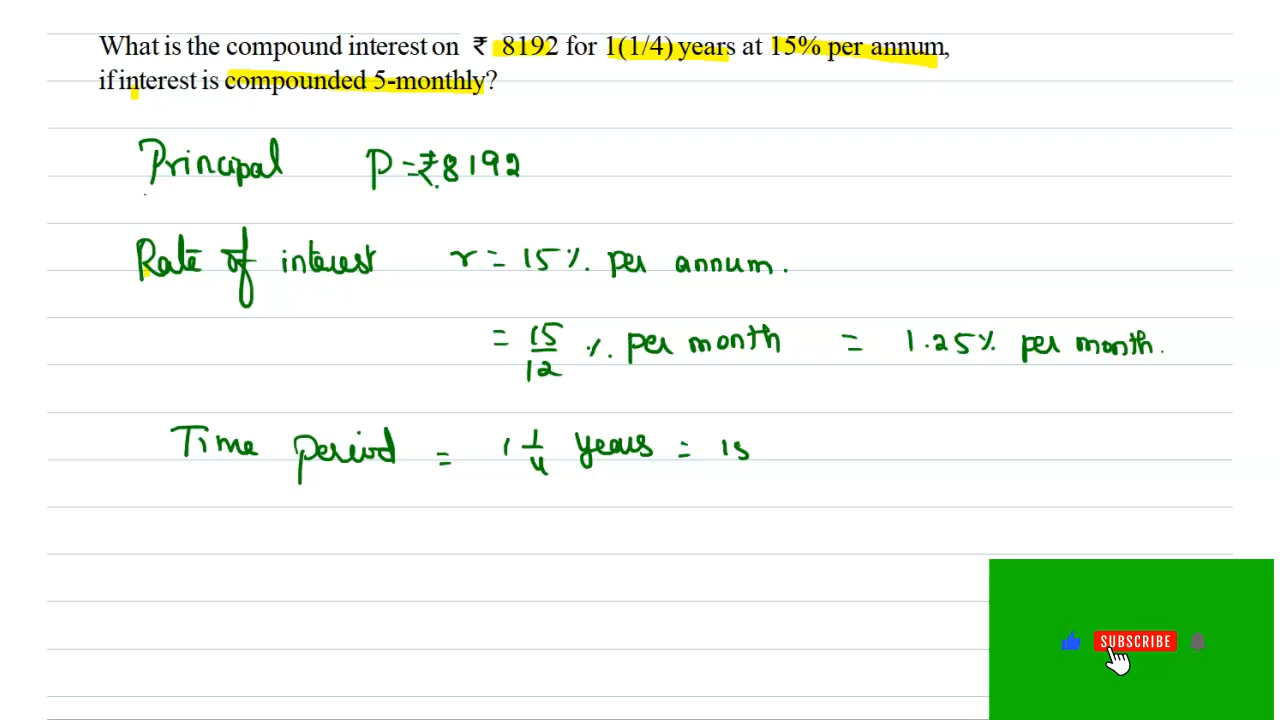 What is the compound interest on ₹ 8192 for 1(1/4) years at 15% per annum,
if interest is compounded 5-monthly?
Principal P = ₹ 8192
Rate of interest r = 15% per annum.
= 15/12 % per month = 1.25% per month.
Time period = 1 1/4 years = 15
SUBSCRIBE